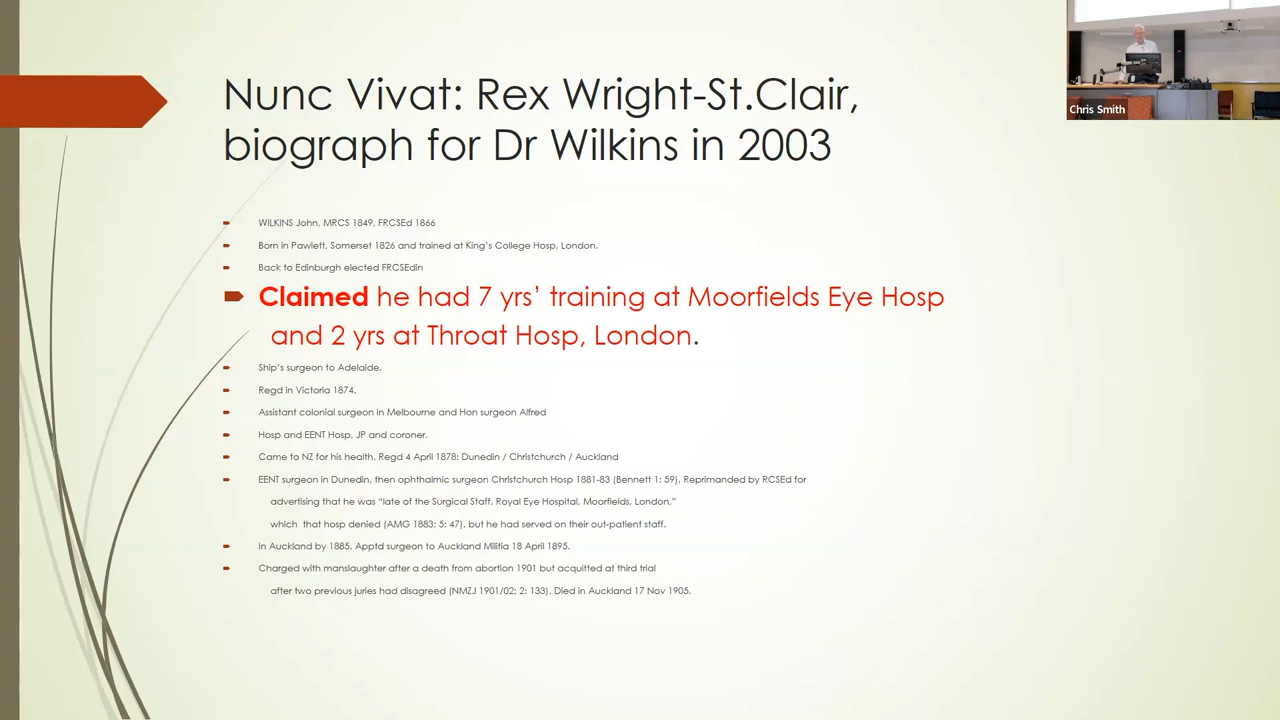 Nunc Vivat: Rex Wright-St.Clair,
biograph for Dr Wilkins in 2003
Chris Smith
WILKINS John, MRCS 1849, FRCSEd 1866
Born in Pawlett, Somerset 1826 and trained at King's College Hosp, London.
Back to Edinburgh elected FRCSEdin
Claimed he had 7 yrs' training at Moorfields Eye Hosp
and 2 yrs at Throat Hosp, London.
Ship's surgeon to Adelaide.
Regd in Victoria 1874.
Assistant colonial surgeon in Melbourne and Hon surgeon Alfred
Hosp and EENT Hosp, JP and coroner.
Came to NZ for his health. Regd 4 April 1878: Dunedin / Christchurch / Auckland
EENT surgeon in Dunedin, then ophthalmic surgeon Christchurch Hosp 1881-83 (Bennett 1: 59). Reprimanded by RCSEd for
advertising that he was "late of the Surgical Staff, Royal Eye Hospital, Moorfields, London."
which that hosp denied (AMG 1883; 5: 47), but he had served on their out-patient staff.
In Auckland by 1885. Apptd surgeon to Auckland Militia 18 April 1895.
Charged with manslaughter after a death from abortion 1901 but acquitted at third trial
after two previous juries had disagreed (NMZJ 1901/02; 2: 133). Died in Auckland 17 Nov 1905.